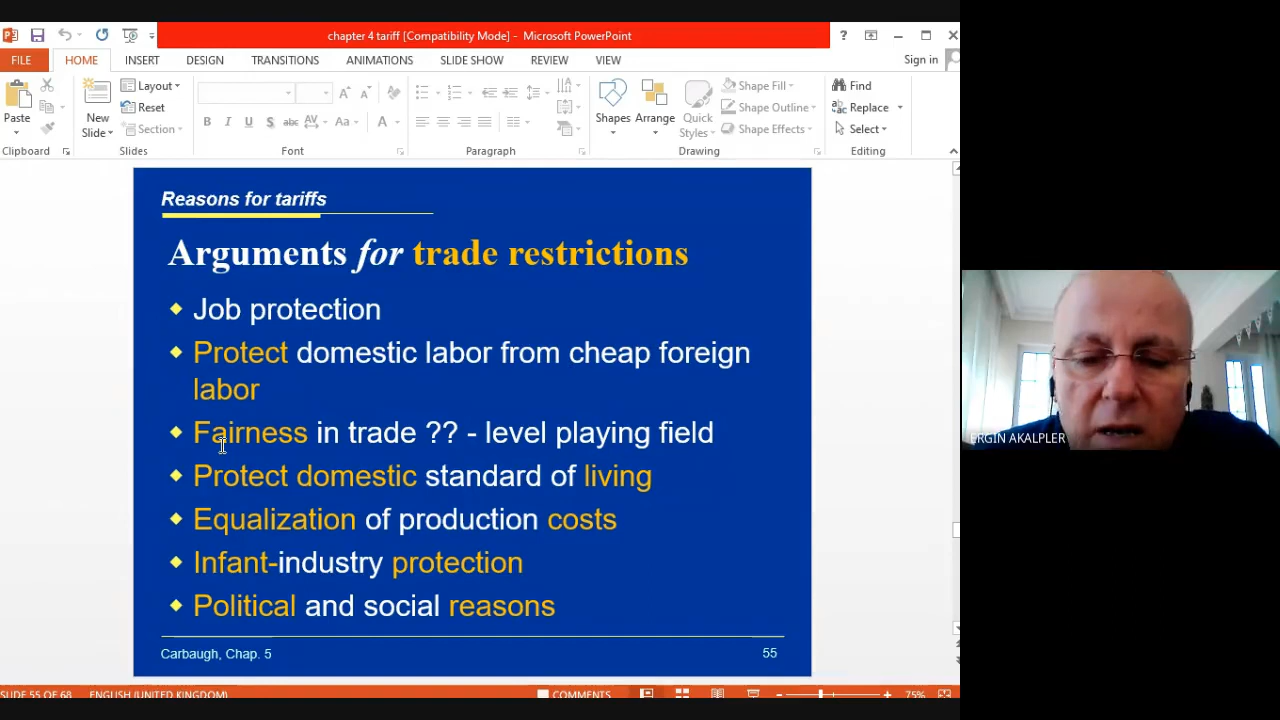 chapter 4 tariff [Compatibility Mode] - Microsoft PowerPoint
?
FILE HOME INSERT DESIGN TRANSITIONS ANIMATIONS SLIDE SHOW REVIEW VIEW Sign in
Paste
New
Slide
Layout
Reset
Section
B I U S abc AV Aa A
Shapes Arrange Quick
Styles
Shape Fill
Shape Outline
Shape Effects
Find
Replace
Select
Clipboard Slides Font Paragraph Drawing Editing
Reasons for tariffs
Arguments for trade restrictions
Job protection
Protect domestic labor from cheap foreign
labor
Fairness in trade ?? - level playing field
Protect domestic standard of living
Equalization of production costs
Infant-industry protection
Political and social reasons
Carbaugh, Chap. 5 55
SLIDE 55 OF 68 ENGLISH (UNITED KINGDOM) COMMENTS 75%
ERGIN AKALPLER